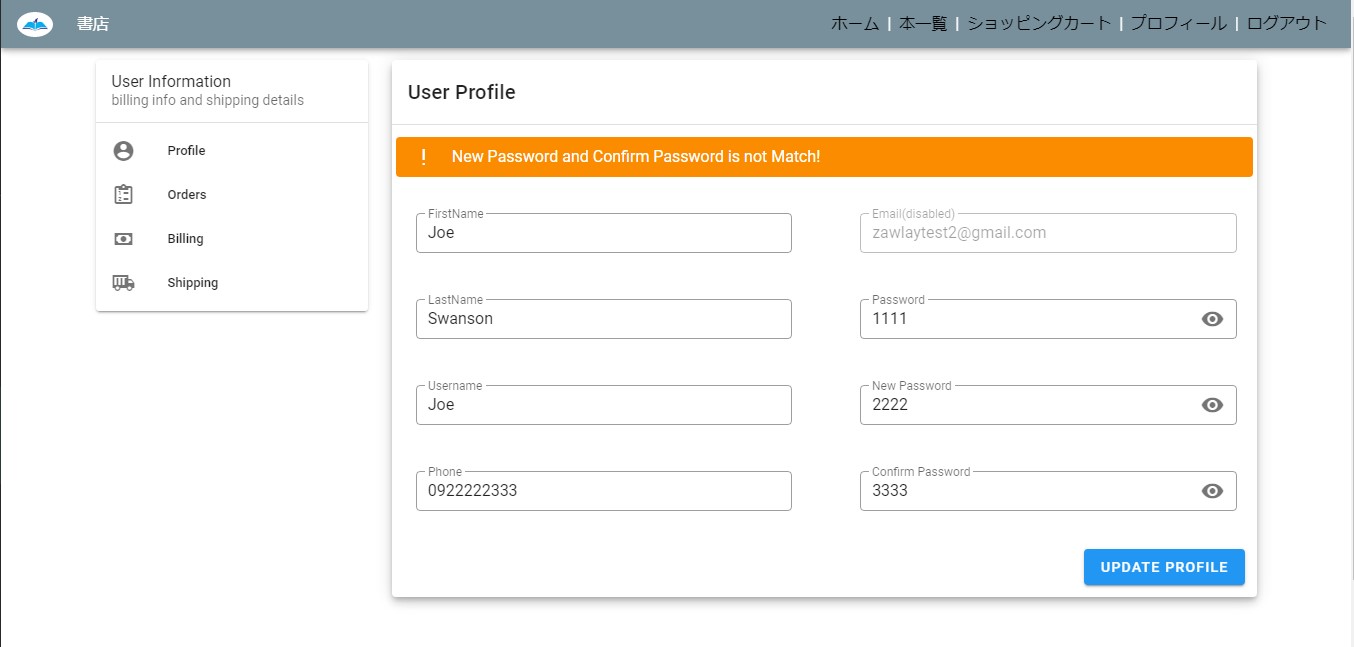 書店
ホーム | 本一覧 | ショッピングカート | プロフィール | ログアウト
User Information
billing info and shipping details
Profile
Orders
Billing
Shipping
User Profile
! New Password and Confirm Password is not Match!
FirstName
Joe
Email(disabled)
zawlaytest2@gmail.com
LastName
Swanson
Password
1111
Username
Joe
New Password
2222
Phone
0922222333
Confirm Password
3333
UPDATE PROFILE